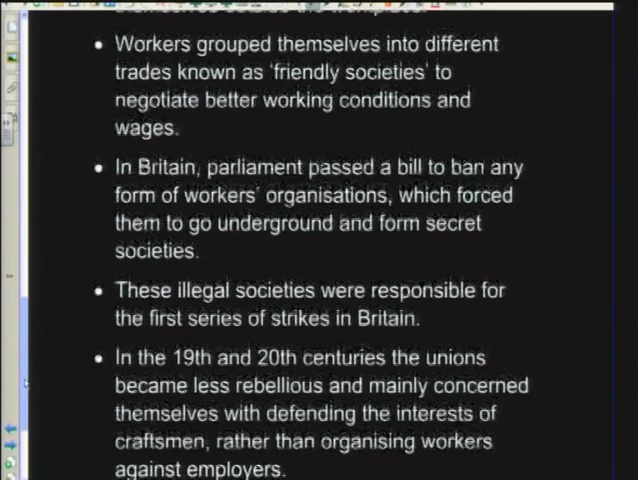 themselves outside the workplace.
• Workers grouped themselves into different
trades known as 'friendly societies' to
negotiate better working conditions and
wages.
• In Britain, parliament passed a bill to ban any
form of workers' organisations, which forced
them to go underground and form secret
societies.
• These illegal societies were responsible for
the first series of strikes in Britain.
• In the 19th and 20th centuries the unions
became less rebellious and mainly concerned
themselves with defending the interests of
craftsmen, rather than organising workers
against employers.